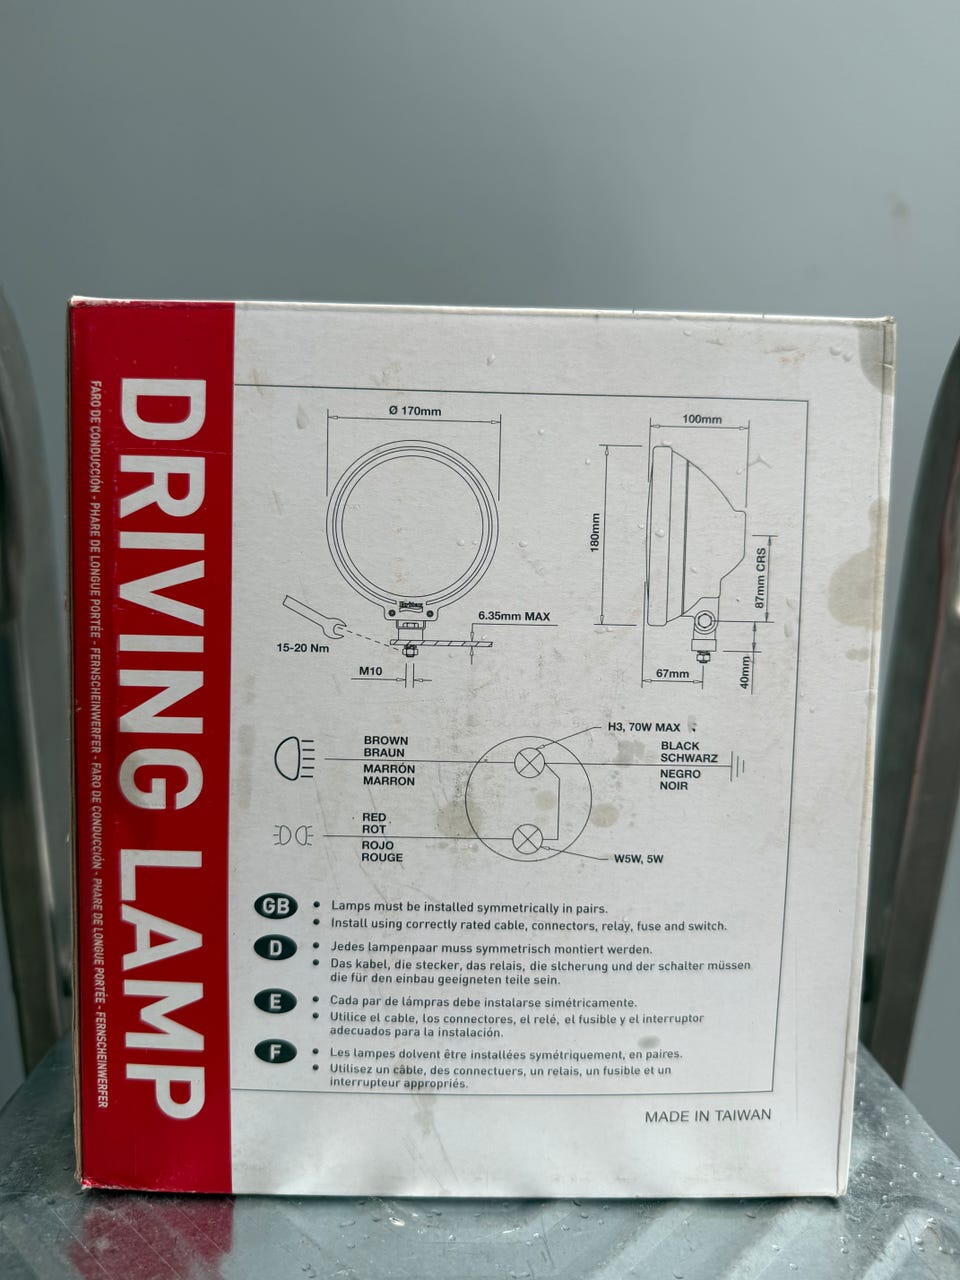 DRIVING LAMP
FARO DE CONDUCCIÓN - PHARE DE LONGUE PORTÉE - FERNSCHEINWERFER - FARO DE CONDUCCIÓN - PHARE DE LONGUE PORTÉE - FERNSCHEINWERFER
Ø 170mm
100mm
180mm
87mm CRS
Britax
6.35mm MAX
15-20 Nm
M10
67mm
40mm
H3, 70W MAX
BROWN
BRAUN
MARRÓN
MARRON
BLACK
SCHWARZ
NEGRO
NOIR
RED
ROT
ROJO
ROUGE
W5W, 5W
GB
• Lamps must be installed symmetrically in pairs.
• Install using correctly rated cable, connectors, relay, fuse and switch.
D
• Jedes lampenpaar muss symmetrisch montiert werden.
• Das kabel, die stecker, das relais, die slcherung und der schalter müssen
die für den einbau geeigneten teile sein.
E
• Cada par de lámpras debe instalarse simétricamente.
• Utilice el cable, los connectores, el relé, el fusible y el interruptor
adecuados para la instalación.
F
• Les lampes dolvent être installées symétriquement, en paires.
• Utilisez un câble, des connectuers, un relais, un fusible et un
interrupteur appropriés.
MADE IN TAIWAN